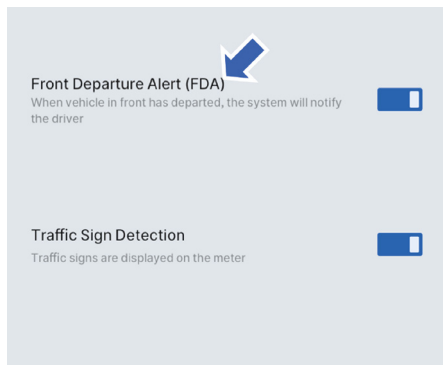 Front Departure Alert (FDA)
When vehicle in front has departed, the system will notify
the driver
Traffic Sign Detection
Traffic signs are displayed on the meter